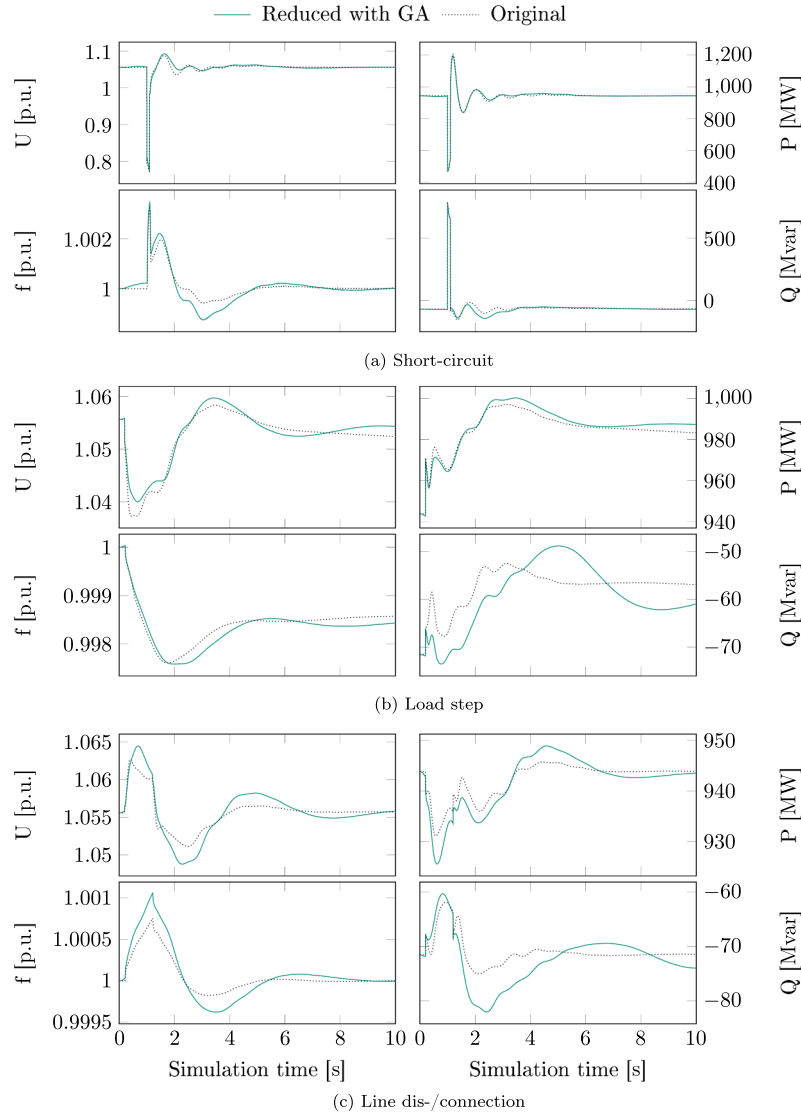 Reduced with GA Original
1.1
1
0.9
0.8
U [p.u.]
1,200
1,000
800
600
400
P [MW]
1.002
1
f [p.u.]
500
0
Q [Mvar]
(a) Short-circuit
1.06
1.05
1.04
U [p.u.]
1,000
980
960
940
P [MW]
1
0.999
0.998
f [p.u.]
−50
−60
−70
Q [Mvar]
(b) Load step
1.065
1.06
1.055
1.05
U [p.u.]
950
940
930
P [MW]
1.001
1.0005
1
0.9995
f [p.u.]
−60
−70
−80
Q [Mvar]
0 2 4 6 8 10 0 2 4 6 8 10
Simulation time [s] Simulation time [s]
(c) Line dis-/connection